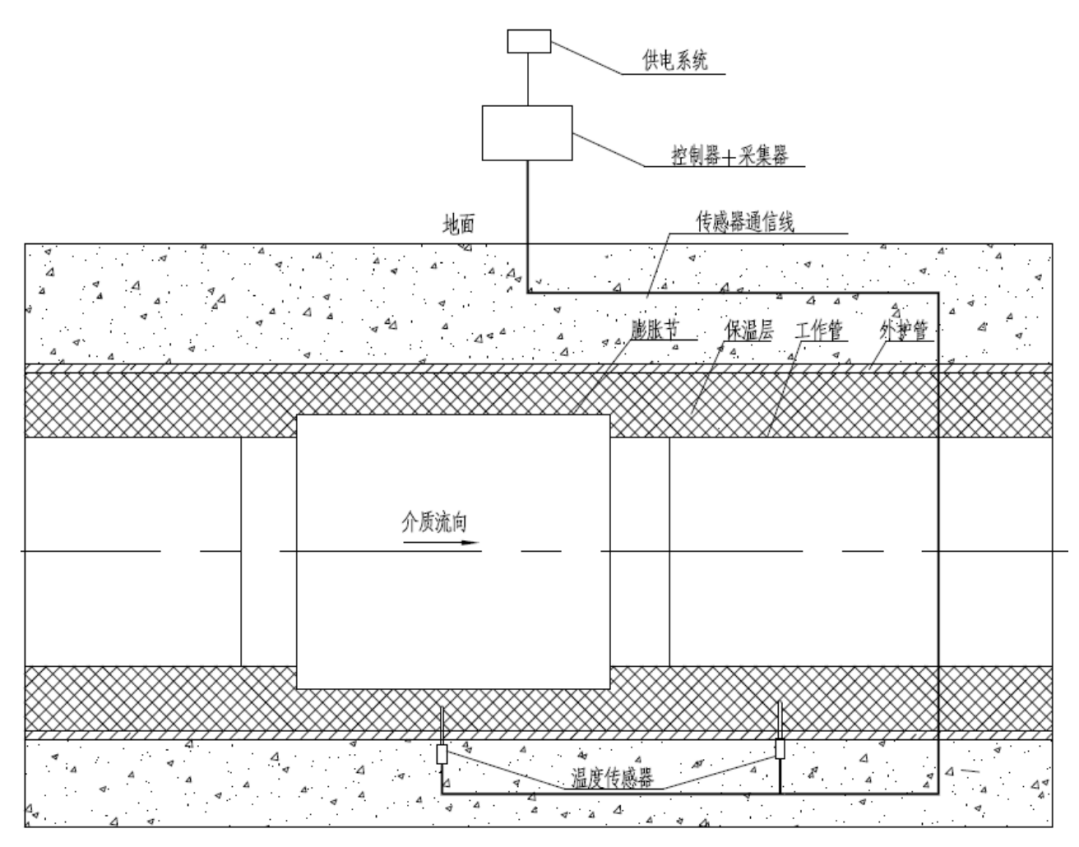 供电系统
控制器+采集器
地面
传感器通信线
膨胀节
保温层
工作管
外护管
介质流向
温度传感器